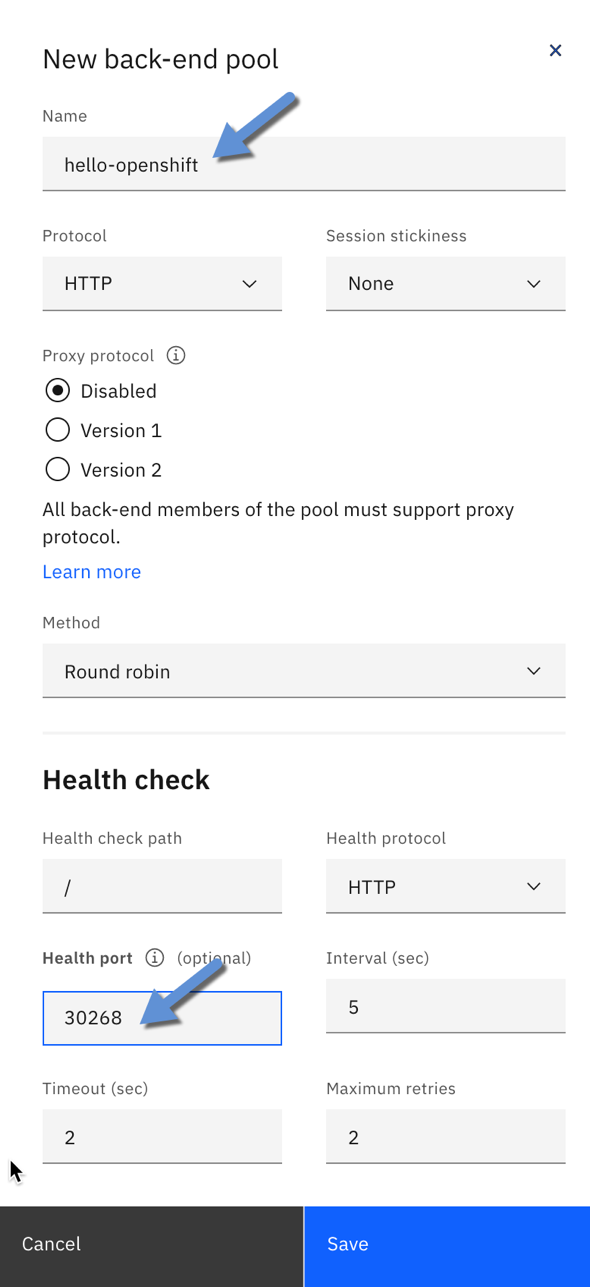 New back-end pool
Name
hello-openshift
Protocol
Session stickiness
HTTP
None
Proxy protocol
Disabled
Version 1
Version 2
All back-end members of the pool must support proxy
protocol.
Learn more
Method
Round robin
Health check
Health check path
Health protocol
/
HTTP
Health port (optional)
Interval (sec)
30268
5
Timeout (sec)
Maximum retries
2
2
Cancel
Save